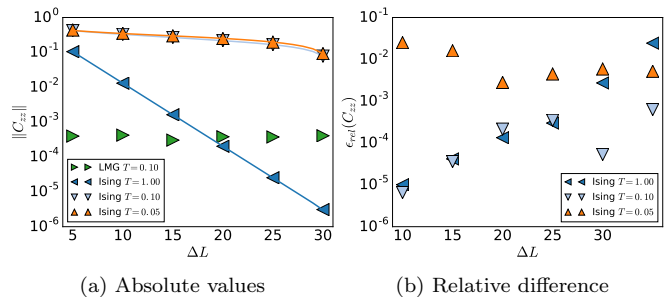 10⁰
10⁻¹
10⁻²
10⁻³
10⁻⁴
10⁻⁵
10⁻⁶
‖C_zz‖
LMG T = 0.10
Ising T = 1.00
Ising T = 0.10
Ising T = 0.05
5 10 15 20 25 30
ΔL
(a) Absolute values
10⁻¹
10⁻²
10⁻³
10⁻⁴
10⁻⁵
10⁻⁶
ϵ_rel(C_zz)
Ising T = 1.00
Ising T = 0.10
Ising T = 0.05
10 15 20 25 30
ΔL
(b) Relative difference